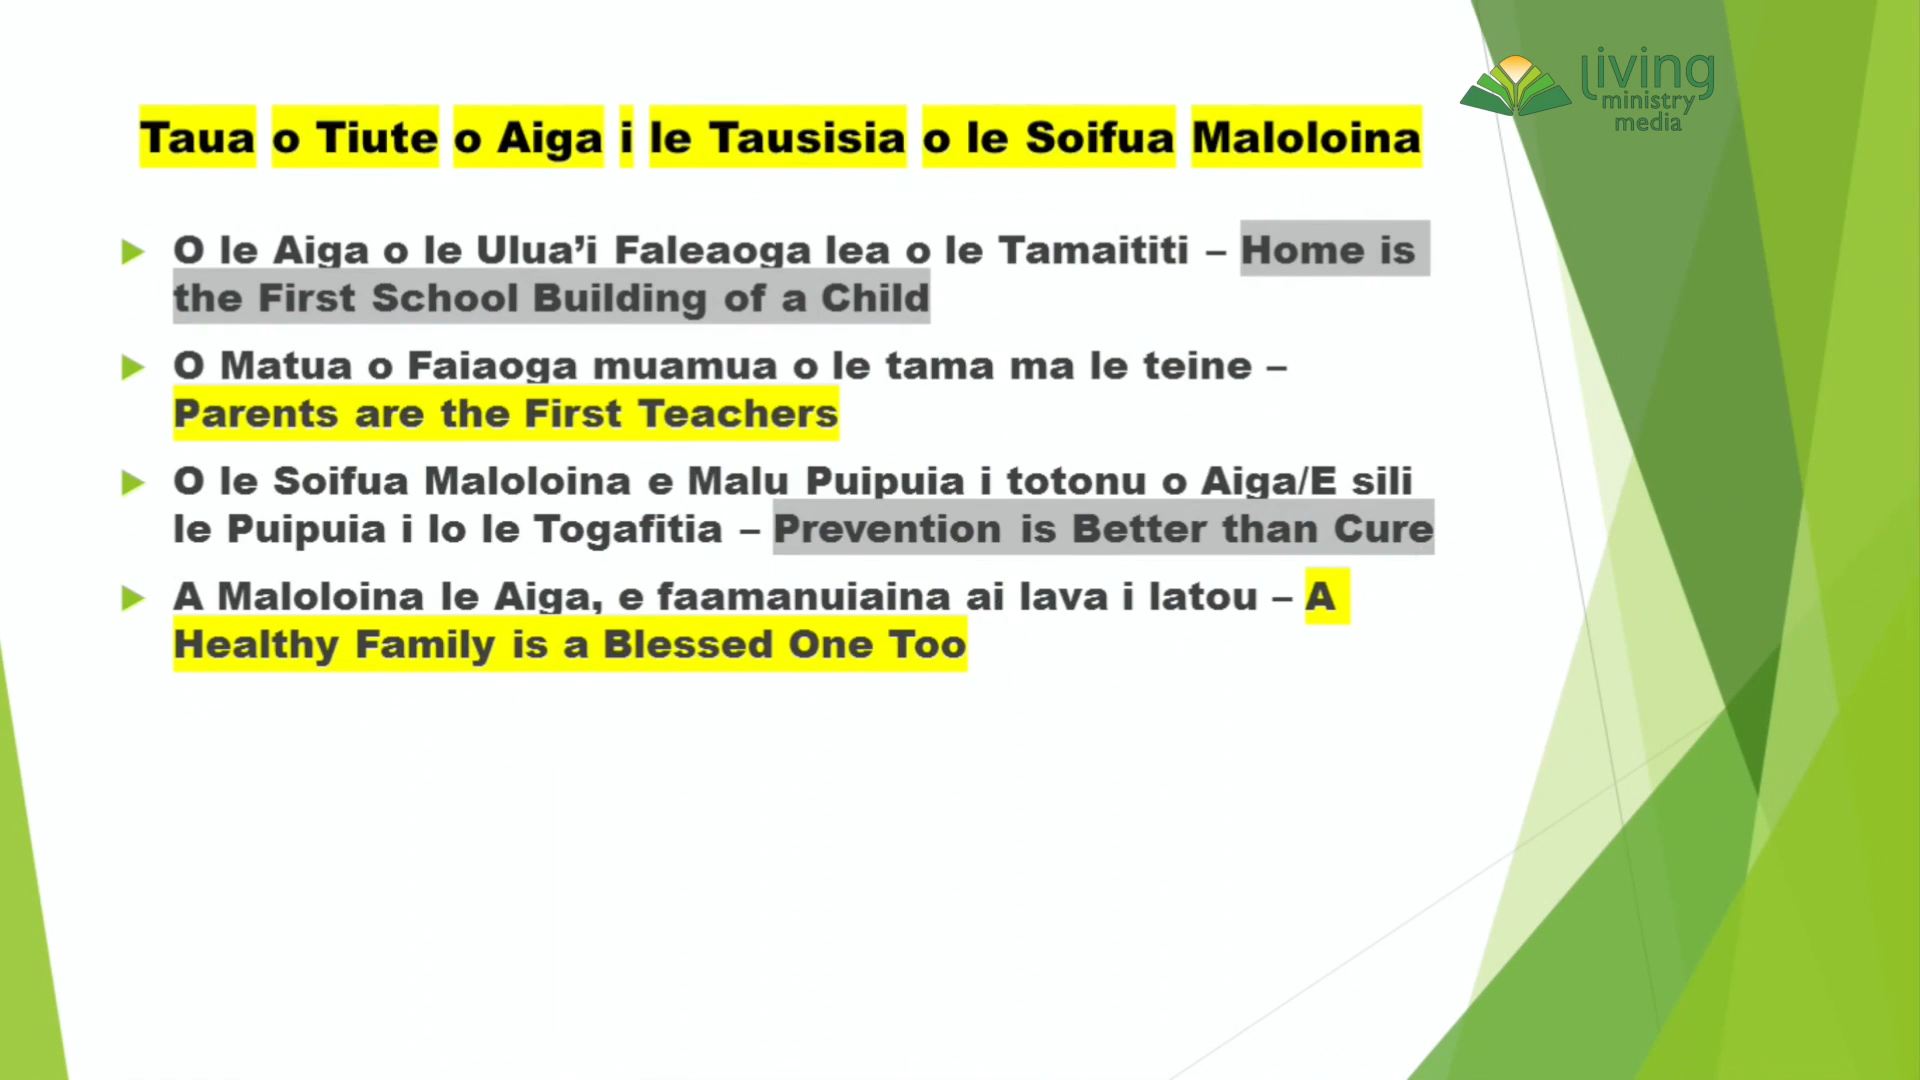 living
ministry
media
Taua o Tiute o Aiga i le Tausisia o le Soifua Maloloina
O le Aiga o le Ulua’i Faleaoga lea o le Tamaititi – Home is
the First School Building of a Child
O Matua o Faiaoga muamua o le tama ma le teine –
Parents are the First Teachers
O le Soifua Maloloina e Malu Puipuia i totonu o Aiga/E sili
le Puipuia i lo le Togafitia – Prevention is Better than Cure
A Maloloina le Aiga, e faamanuiaina ai lava i latou – A
Healthy Family is a Blessed One Too